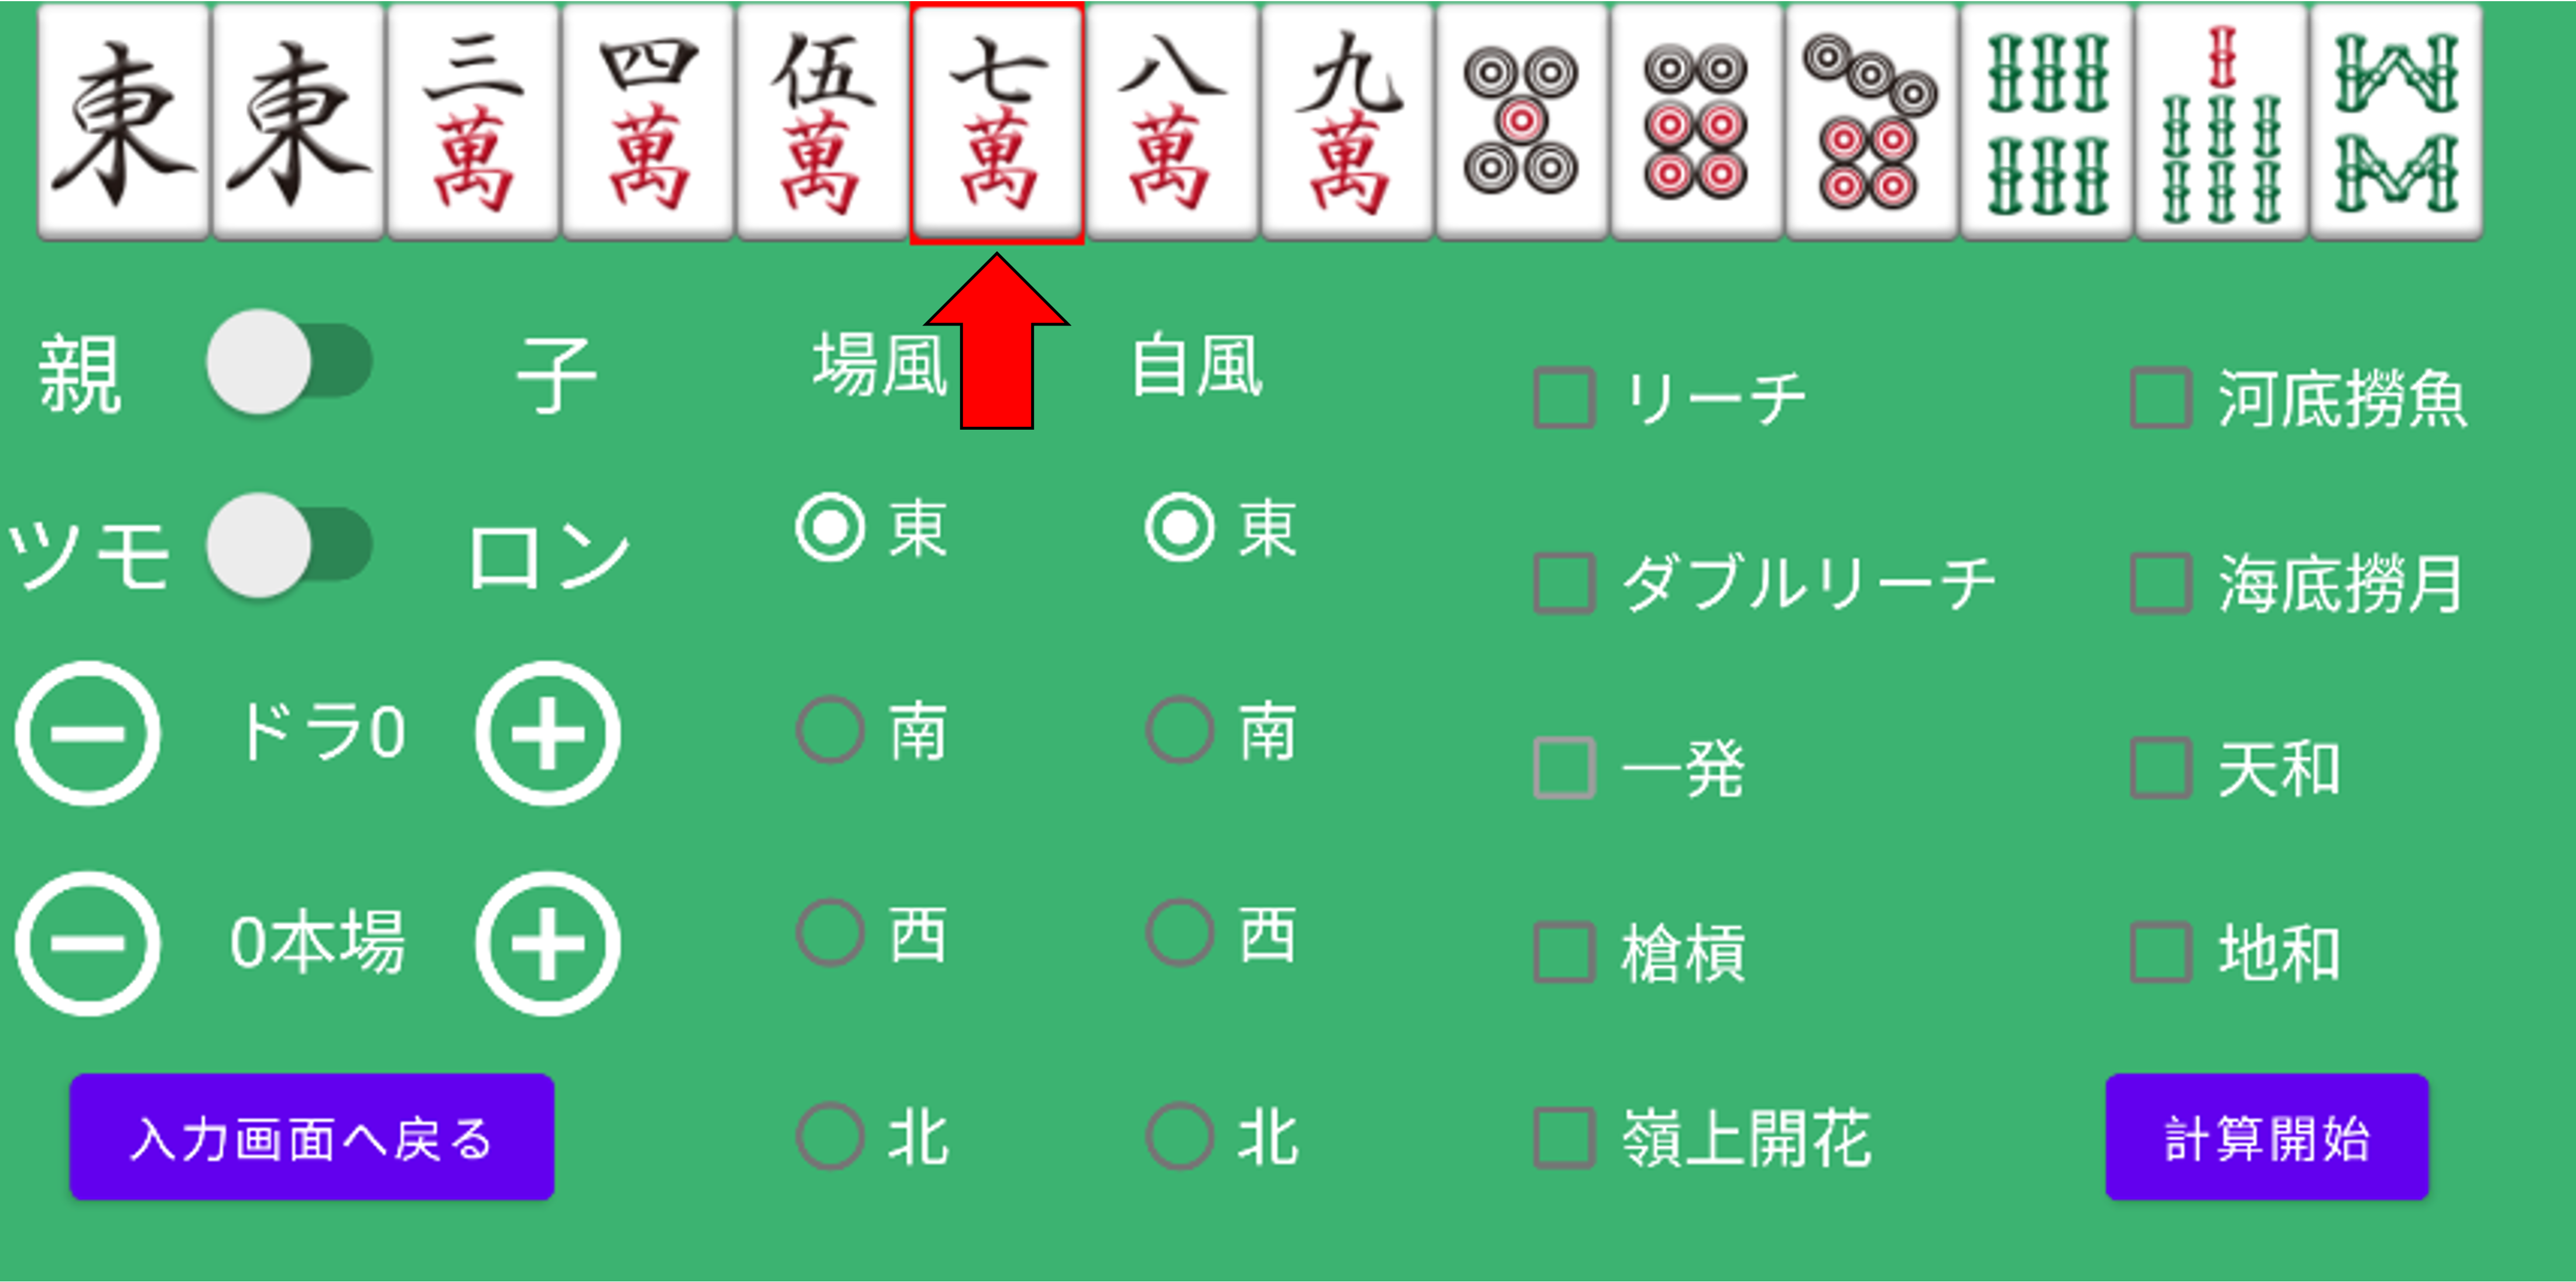 東 東 三萬 四萬 伍萬 七萬 八萬 九萬
親 子 場風 自風 リーチ 河底撈魚
ツモ ロン 東 東 ダブルリーチ 海底撈月
ドラ0 南 南 一発 天和
0本場 西 西 槍槓 地和
入力画面へ戻る 北 北 嶺上開花 計算開始